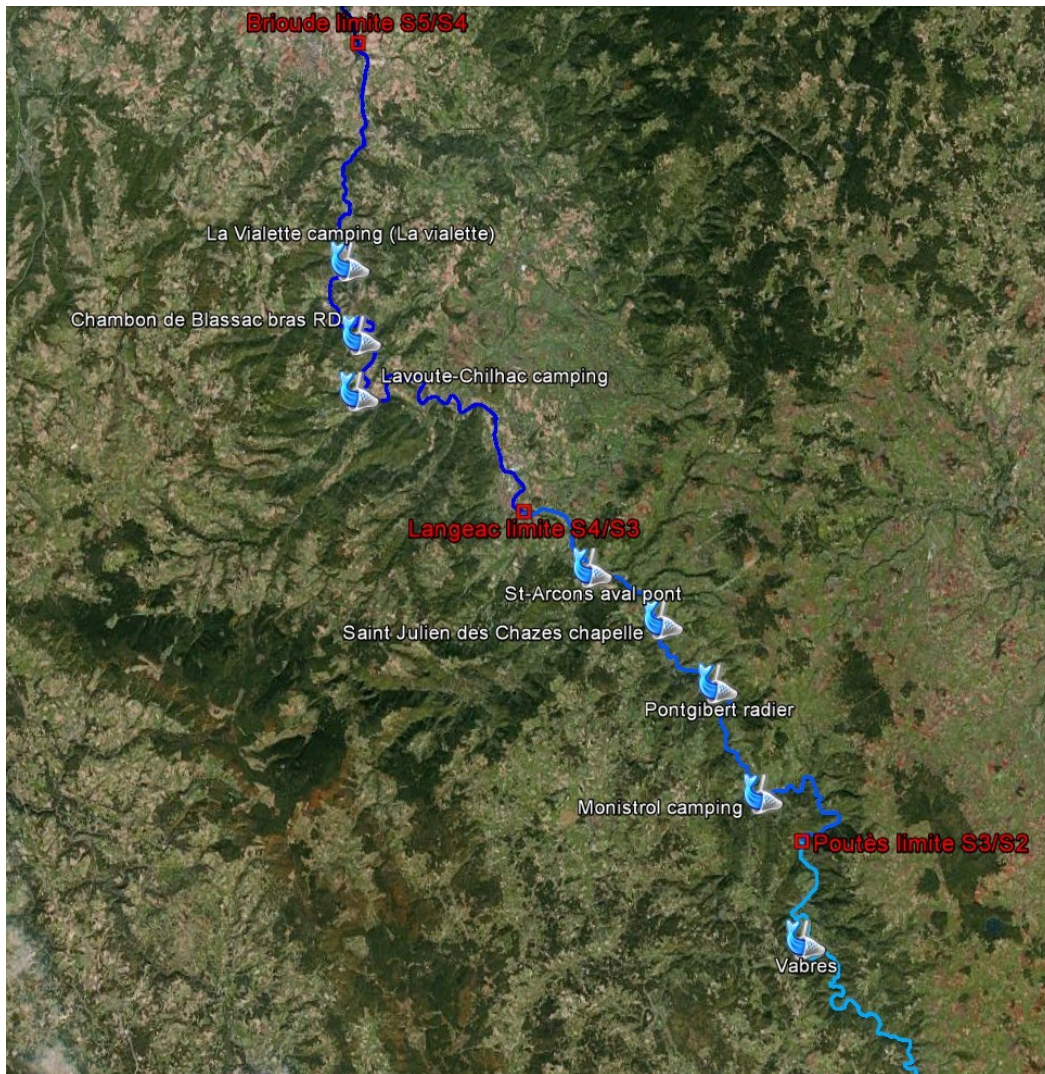 Brioude limite S5/S4
La Vialette camping (La vialette)
Chambon de Blassac bras RD
Lavoute-Chilhac camping
Langeac limite S4/S3
St-Arcons aval pont
Saint Julien des Chazes chapelle
Pontgibert radier
Monistrol camping
Poutès limite S3/S2
Vabres